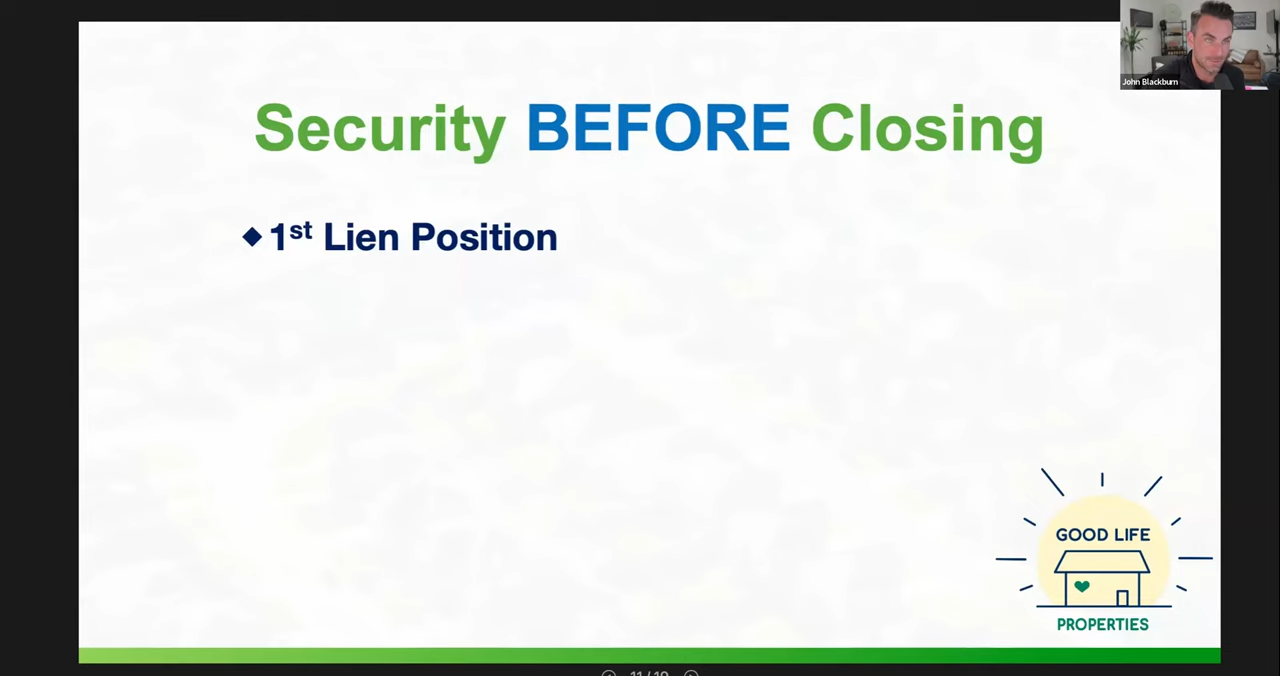 John Blackburn
Security BEFORE Closing
◆ 1st Lien Position
GOOD LIFE
PROPERTIES